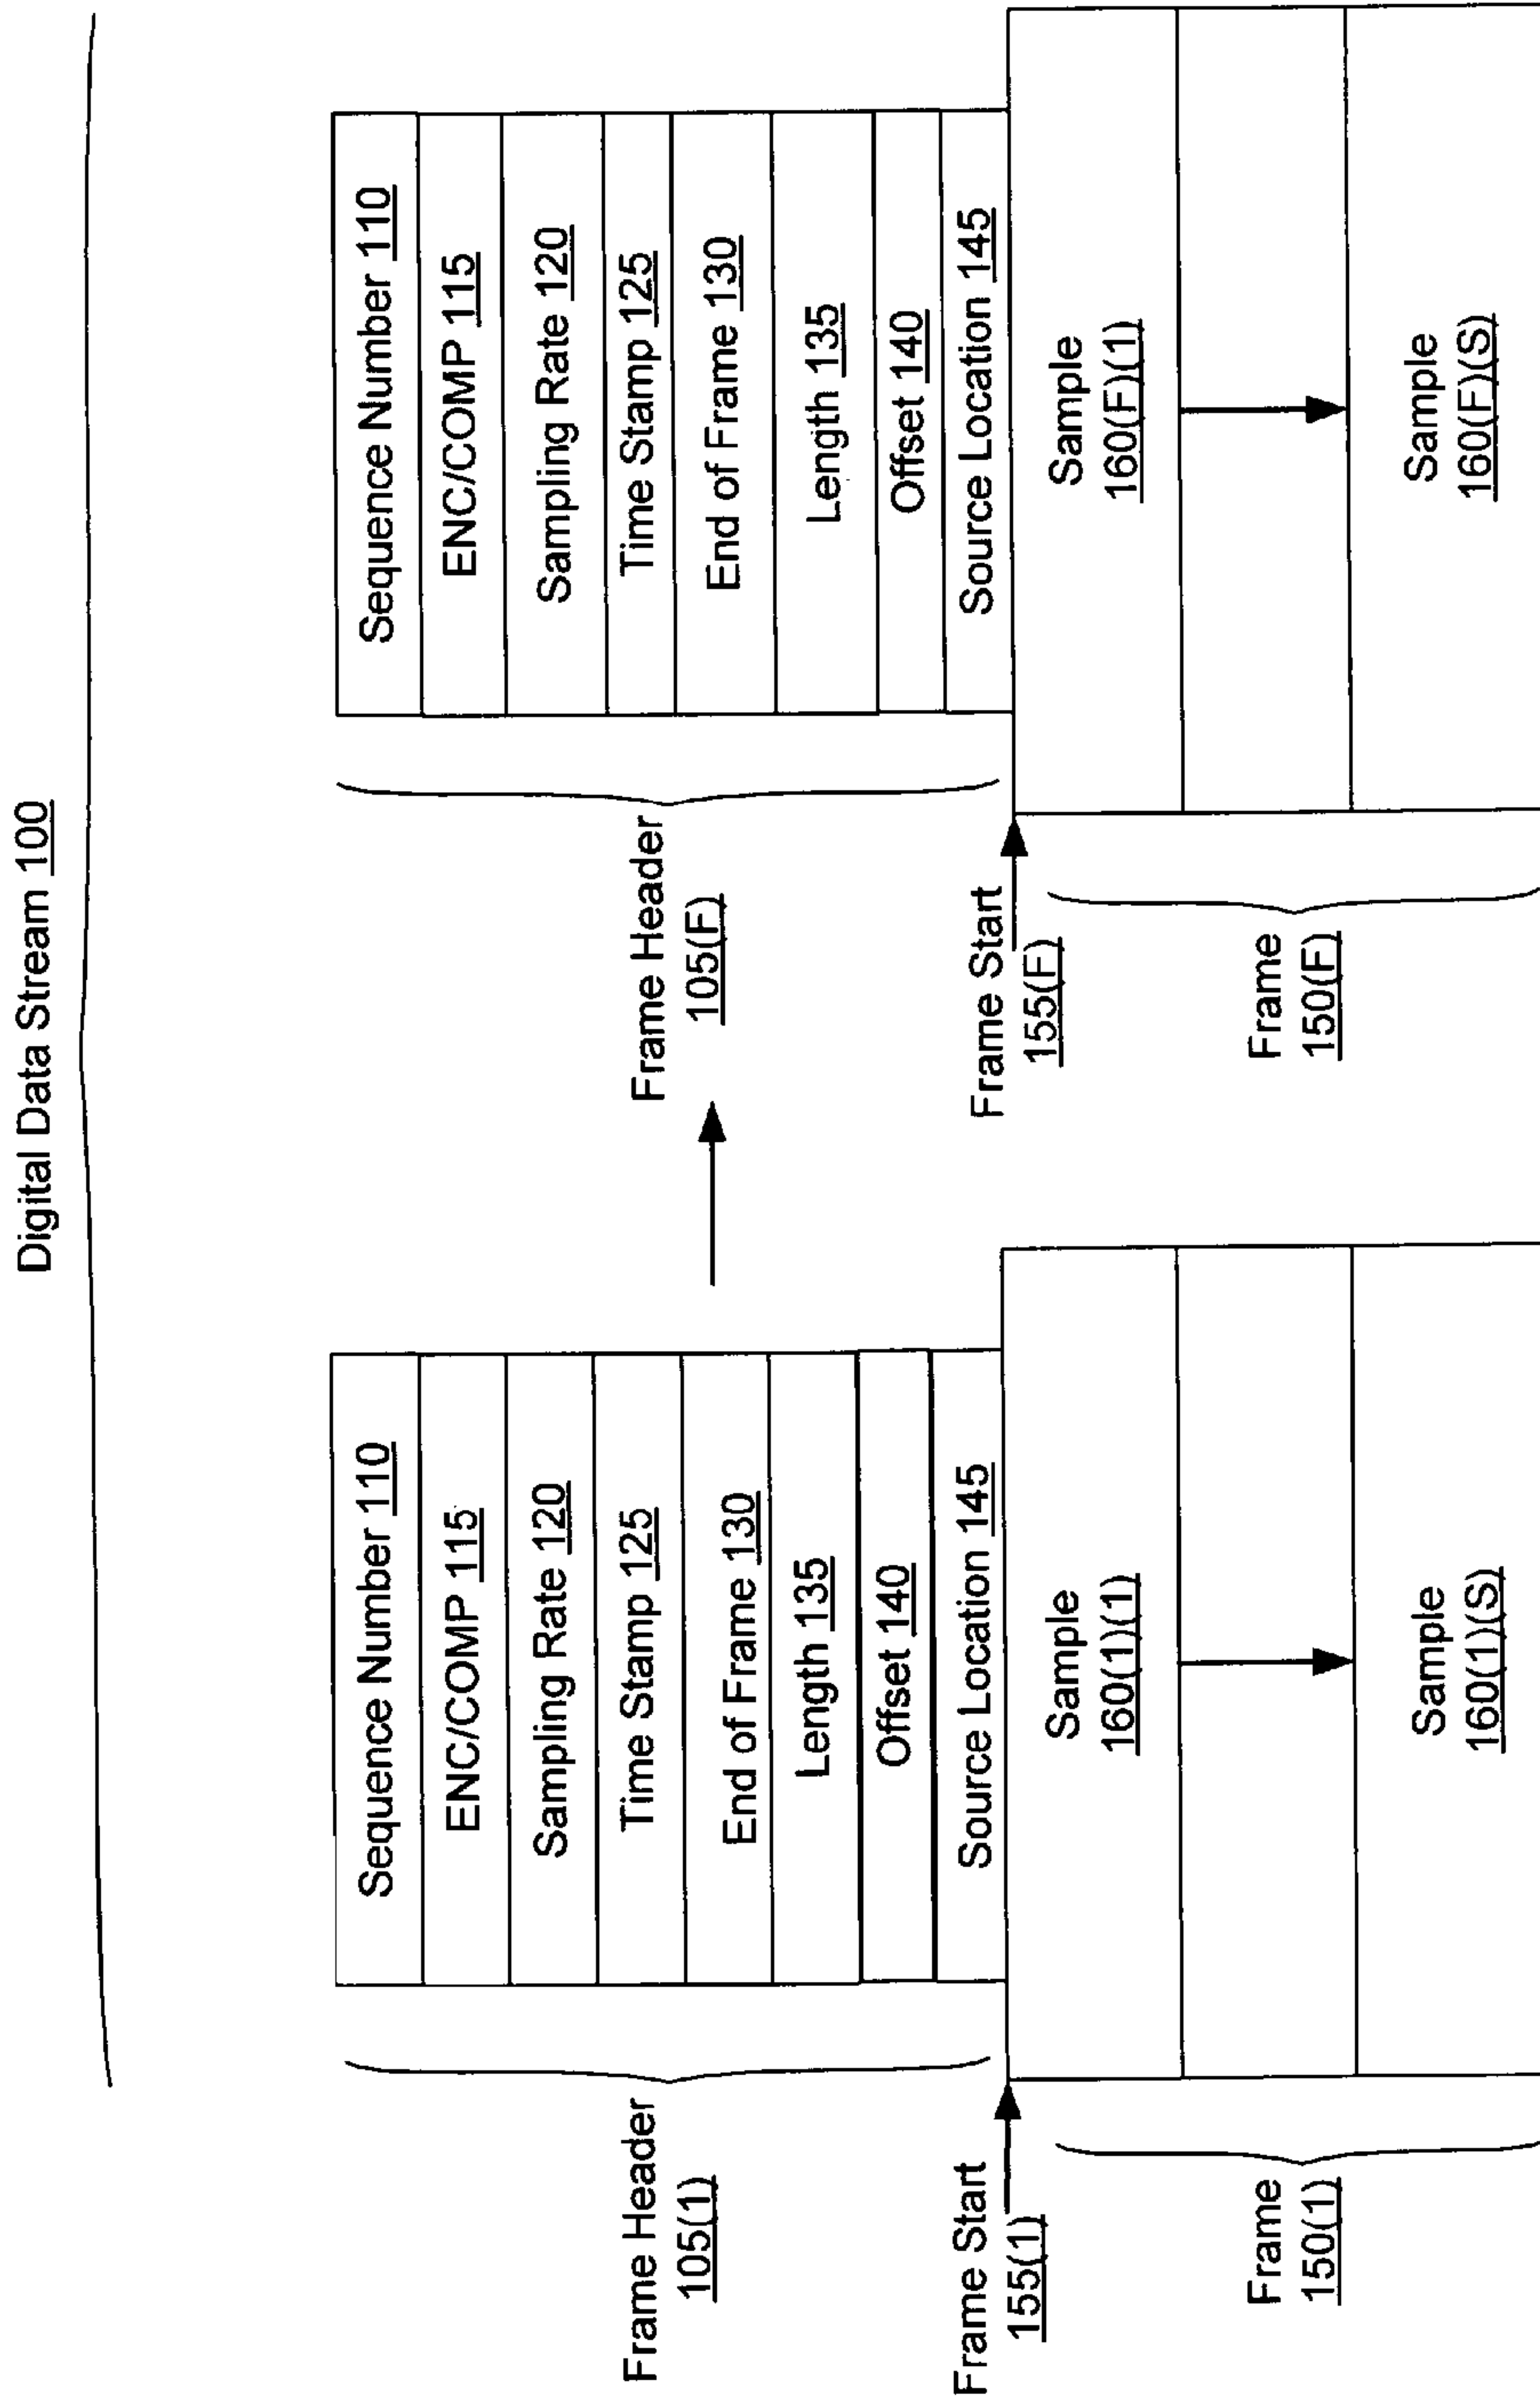 Digital Data Stream 100
Frame Header
105(1)
Sequence Number 110
ENC/COMP 115
Sampling Rate 120
Time Stamp 125
End of Frame 130
Length 135
Offset 140
Source Location 145
Frame Start
155(1)
Frame
150(1)
Sample
160(1)(1)
Sample
160(1)(S)
Frame Header
105(F)
Sequence Number 110
ENC/COMP 115
Sampling Rate 120
Time Stamp 125
End of Frame 130
Length 135
Offset 140
Source Location 145
Frame Start
155(F)
Frame
150(F)
Sample
160(F)(1)
Sample
160(F)(S)